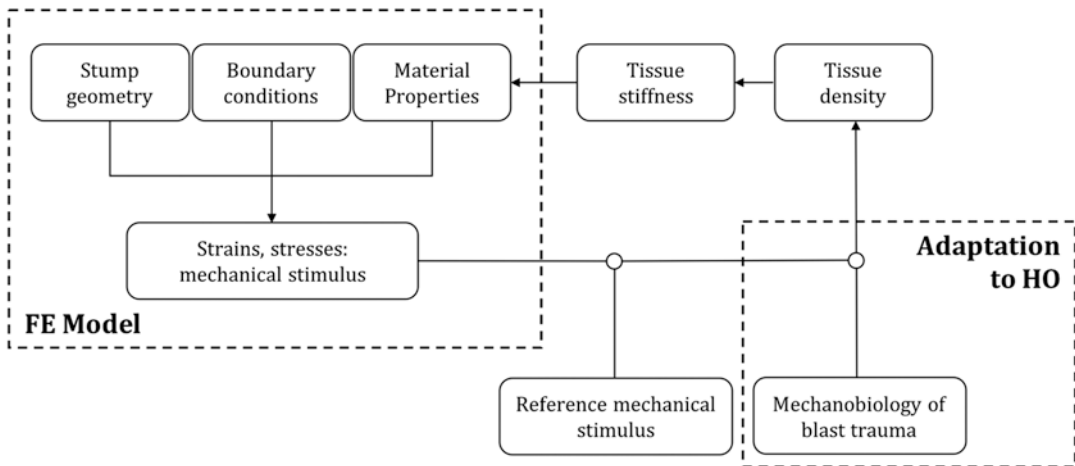 Stump
geometry
Boundary
conditions
Material
Properties
Tissue
stiffness
Tissue
density
Strains, stresses:
mechanical stimulus
FE Model
Adaptation
to HO
Reference mechanical
stimulus
Mechanobiology of
blast trauma